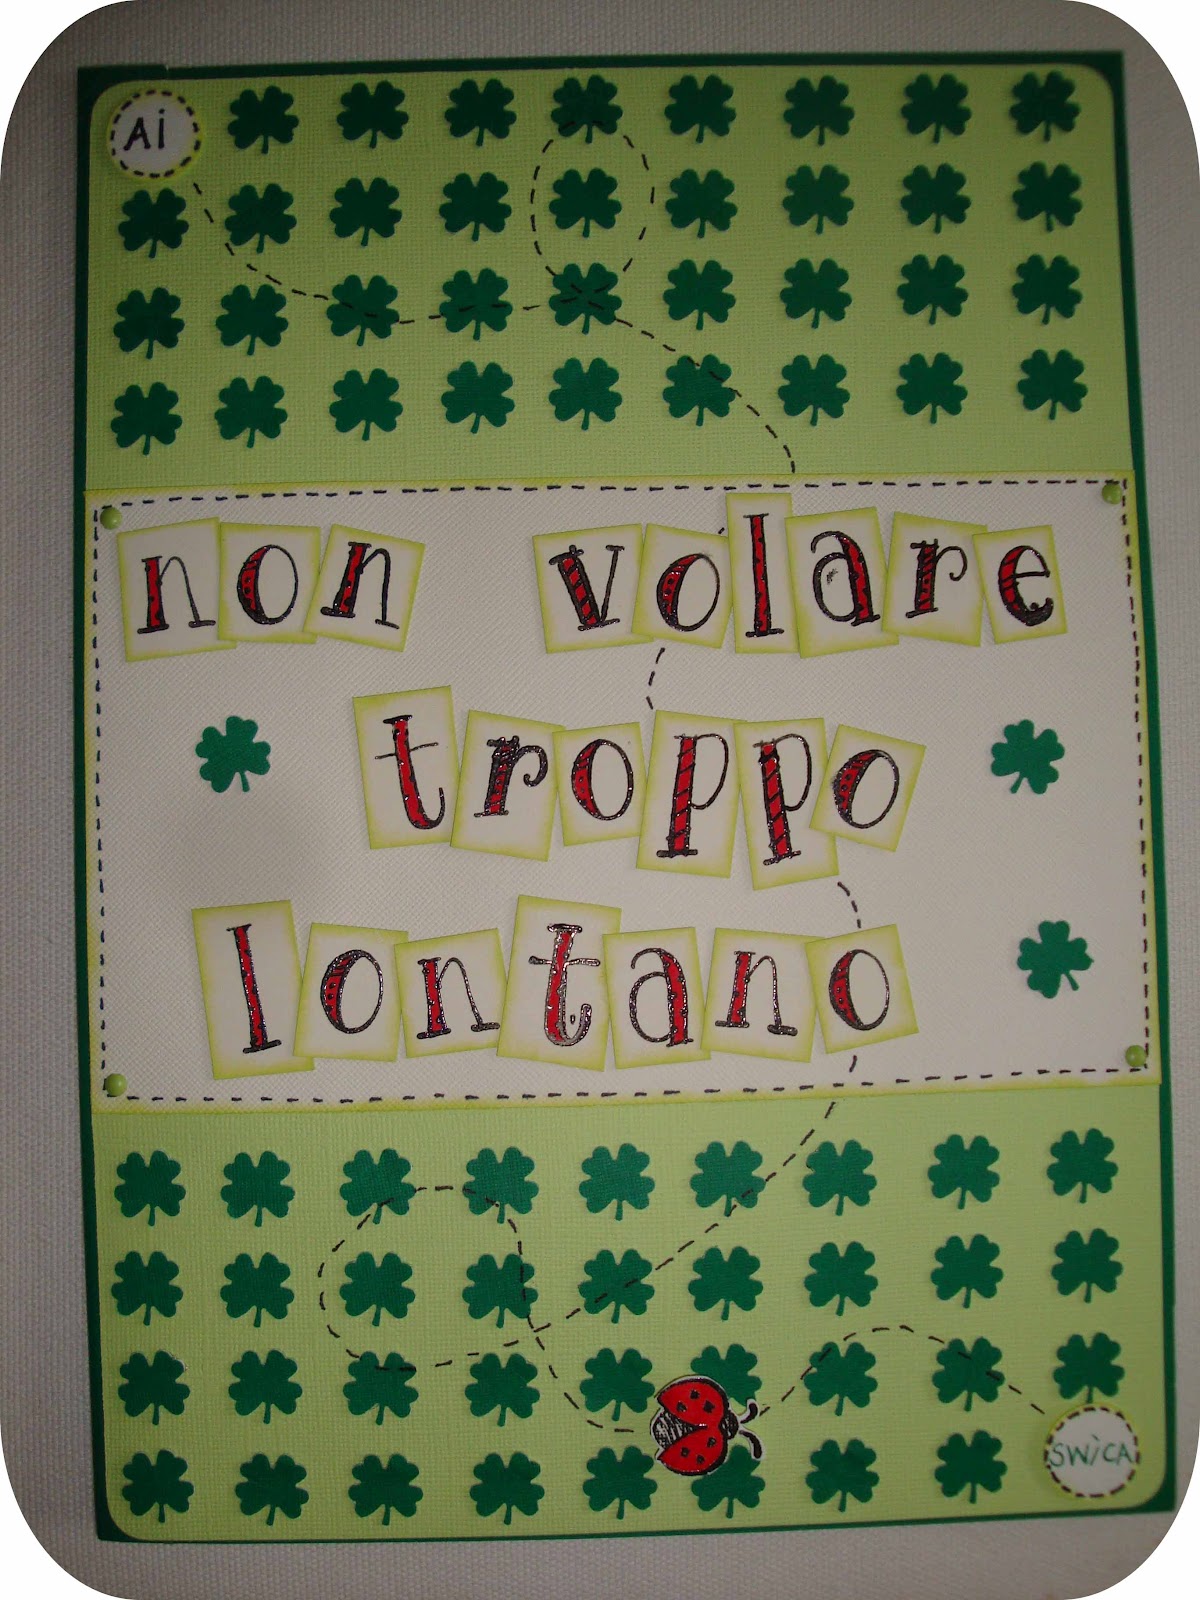 Ai
non volare
troppo
lontano
SWiCA